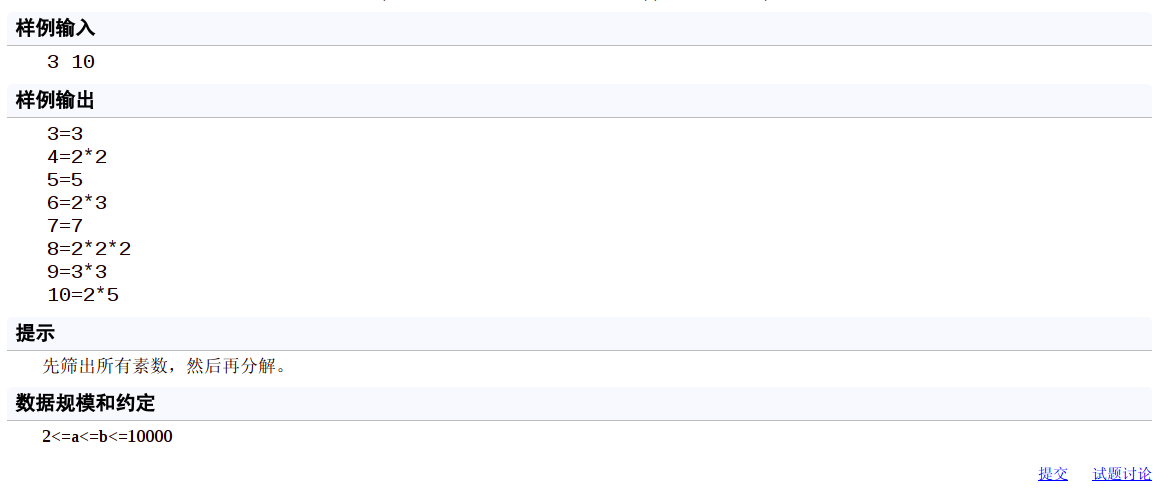 样例输入
3 10
样例输出
3=3
4=2*2
5=5
6=2*3
7=7
8=2*2*2
9=3*3
10=2*5
提示
先筛出所有素数，然后再分解。
数据规模和约定
2<=a<=b<=10000
提交 试题讨论